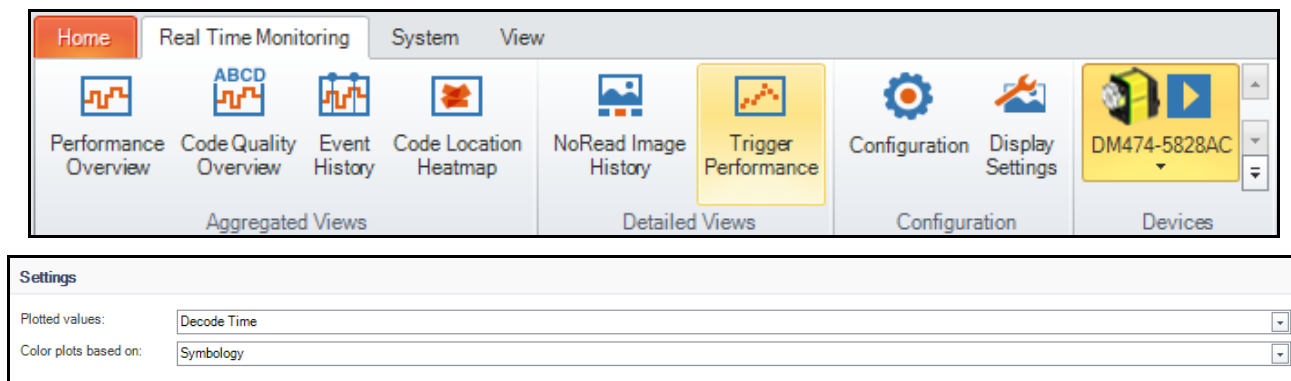 Home Real Time Monitoring System View
ABCD
Performance Overview
Code Quality Overview
Event History
Code Location Heatmap
NoRead Image History
Trigger Performance
Configuration
Display Settings
DM474-5828AC
Aggregated Views
Detailed Views
Configuration
Devices
Settings
Plotted values: Decode Time
Color plots based on: Symbology